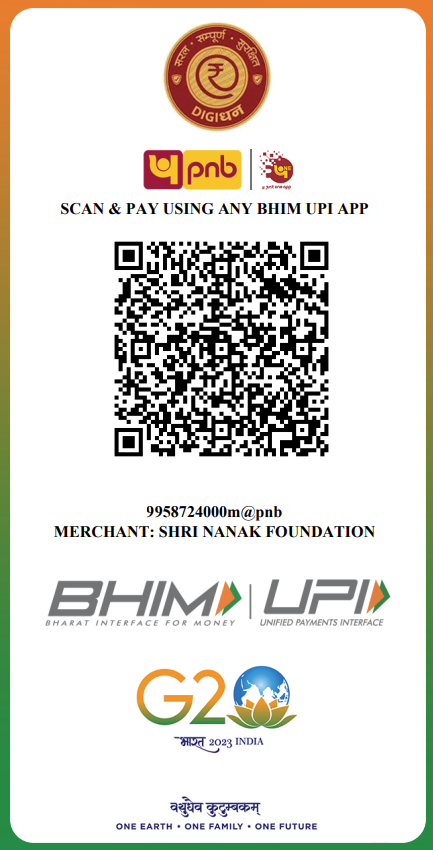 सरल · सम्पूर्ण · सुरक्षित
DIGIधन
pnb
ONE
SCAN & PAY USING ANY BHIM UPI APP
9958724000m@pnb
MERCHANT: SHRI NANAK FOUNDATION
BHIM UPI
BHARAT INTERFACE FOR MONEY UNIFIED PAYMENTS INTERFACE
G20
भारत 2023 INDIA
वसुधैव कुटुम्बकम्
ONE EARTH • ONE FAMILY • ONE FUTURE